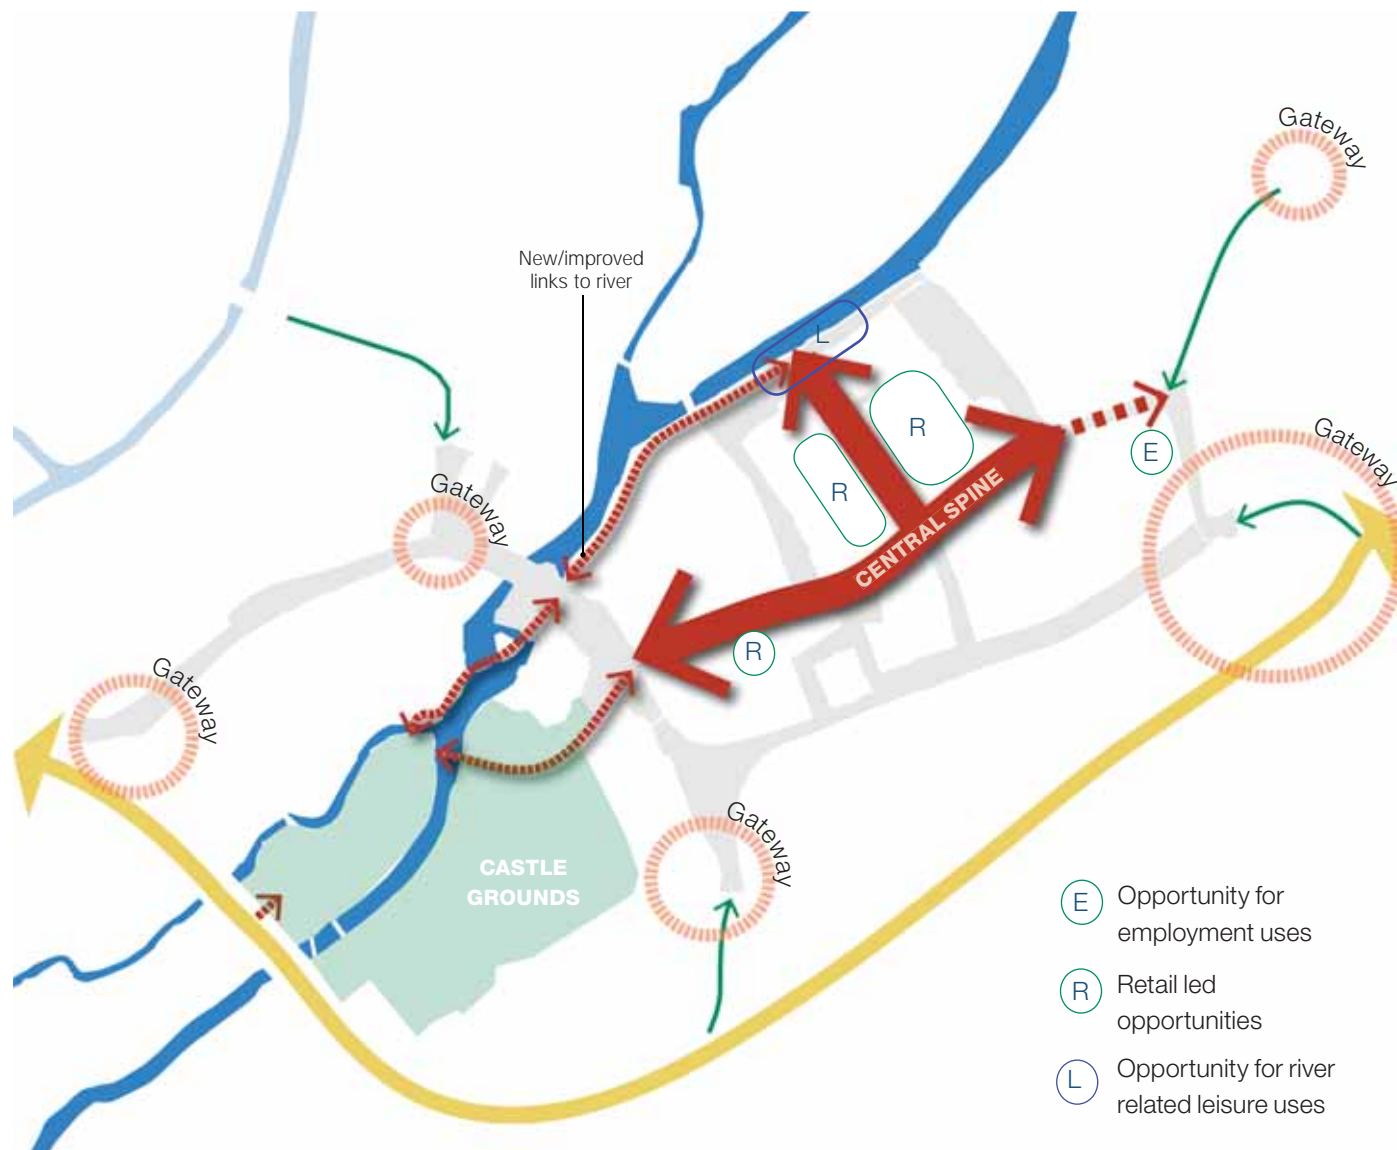 Gateway
New/improved
links to river
L
R
Gateway
E
R
CENTRAL SPINE
Gateway
R
Gateway
Gateway
CASTLE
GROUNDS
E
Opportunity for
employment uses
R
Retail led
opportunities
L
Opportunity for river
related leisure uses